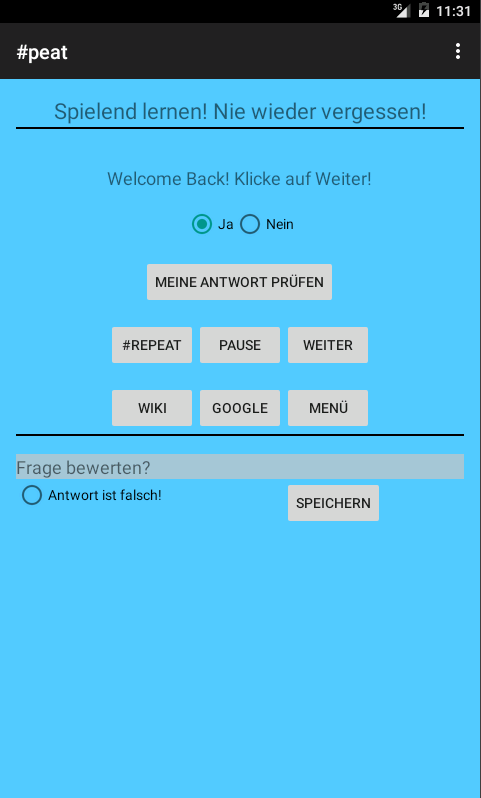 3G 11:31
#peat
Spielend lernen! Nie wieder vergessen!
Welcome Back! Klicke auf Weiter!
Ja Nein
MEINE ANTWORT PRÜFEN
#REPEAT PAUSE WEITER
WIKI GOOGLE MENÜ
Frage bewerten?
Antwort ist falsch! SPEICHERN